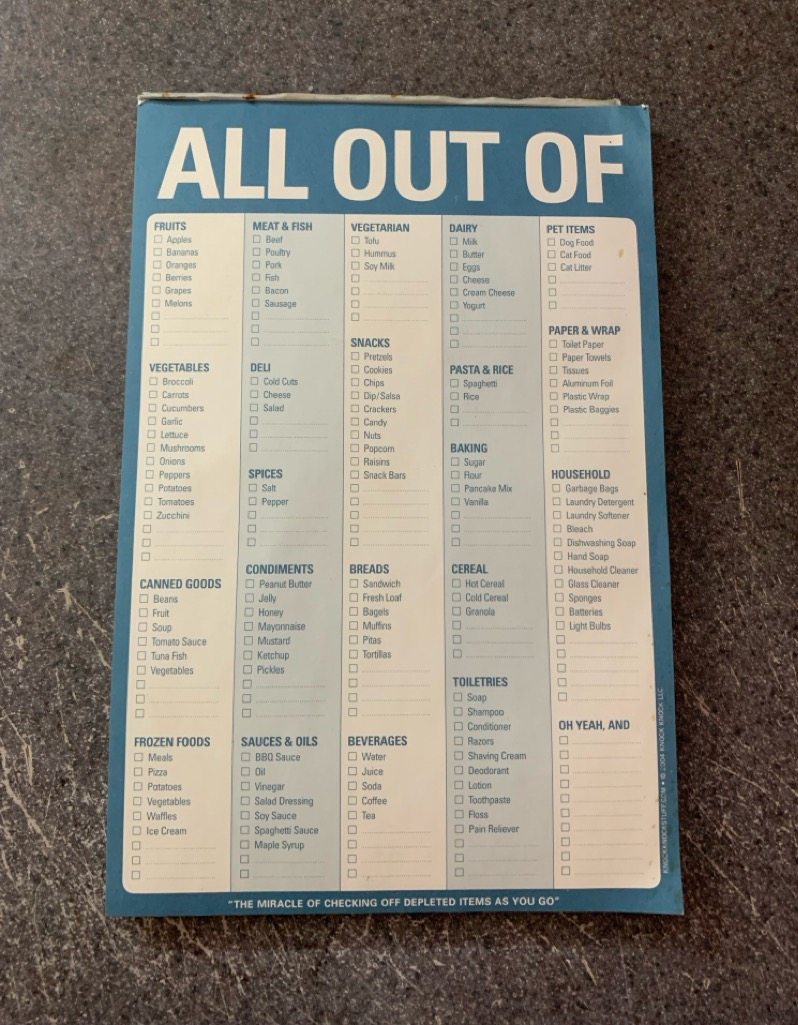 ALL OUT OF
FRUITS
Apples
Bananas
Oranges
Berries
Grapes
Melons
VEGETABLES
Broccoli
Carrots
Cucumbers
Garlic
Lettuce
Mushrooms
Onions
Peppers
Potatoes
Tomatoes
Zucchini
CANNED GOODS
Beans
Fruit
Soup
Tomato Sauce
Tuna Fish
Vegetables
FROZEN FOODS
Meals
Pizza
Potatoes
Vegetables
Waffles
Ice Cream
MEAT & FISH
Beef
Poultry
Pork
Fish
Bacon
Sausage
DELI
Cold Cuts
Cheese
Salad
SPICES
Salt
Pepper
CONDIMENTS
Peanut Butter
Jelly
Honey
Mayonnaise
Mustard
Ketchup
Pickles
SAUCES & OILS
BBQ Sauce
Oil
Vinegar
Salad Dressing
Soy Sauce
Spaghetti Sauce
Maple Syrup
VEGETARIAN
Tofu
Hummus
Soy Milk
SNACKS
Pretzels
Cookies
Chips
Dip/Salsa
Crackers
Candy
Nuts
Popcorn
Raisins
Snack Bars
BREADS
Sandwich
Fresh Loaf
Bagels
Muffins
Pitas
Tortillas
BEVERAGES
Water
Juice
Soda
Coffee
Tea
DAIRY
Milk
Butter
Eggs
Cheese
Cream Cheese
Yogurt
PASTA & RICE
Spaghetti
Rice
BAKING
Sugar
Flour
Pancake Mix
Vanilla
CEREAL
Hot Cereal
Cold Cereal
Granola
TOILETRIES
Soap
Shampoo
Conditioner
Razors
Shaving Cream
Deodorant
Lotion
Toothpaste
Floss
Pain Reliever
PET ITEMS
Dog Food
Cat Food
Cat Litter
PAPER & WRAP
Toilet Paper
Paper Towels
Tissues
Aluminum Foil
Plastic Wrap
Plastic Baggies
HOUSEHOLD
Garbage Bags
Laundry Detergent
Laundry Softener
Bleach
Dishwashing Soap
Hand Soap
Household Cleaner
Glass Cleaner
Sponges
Batteries
Light Bulbs
OH YEAH, AND
KNOCKKNOCKSTUFF.COM • © 2004 KNOCK KNOCK LLC
"THE MIRACLE OF CHECKING OFF DEPLETED ITEMS AS YOU GO"